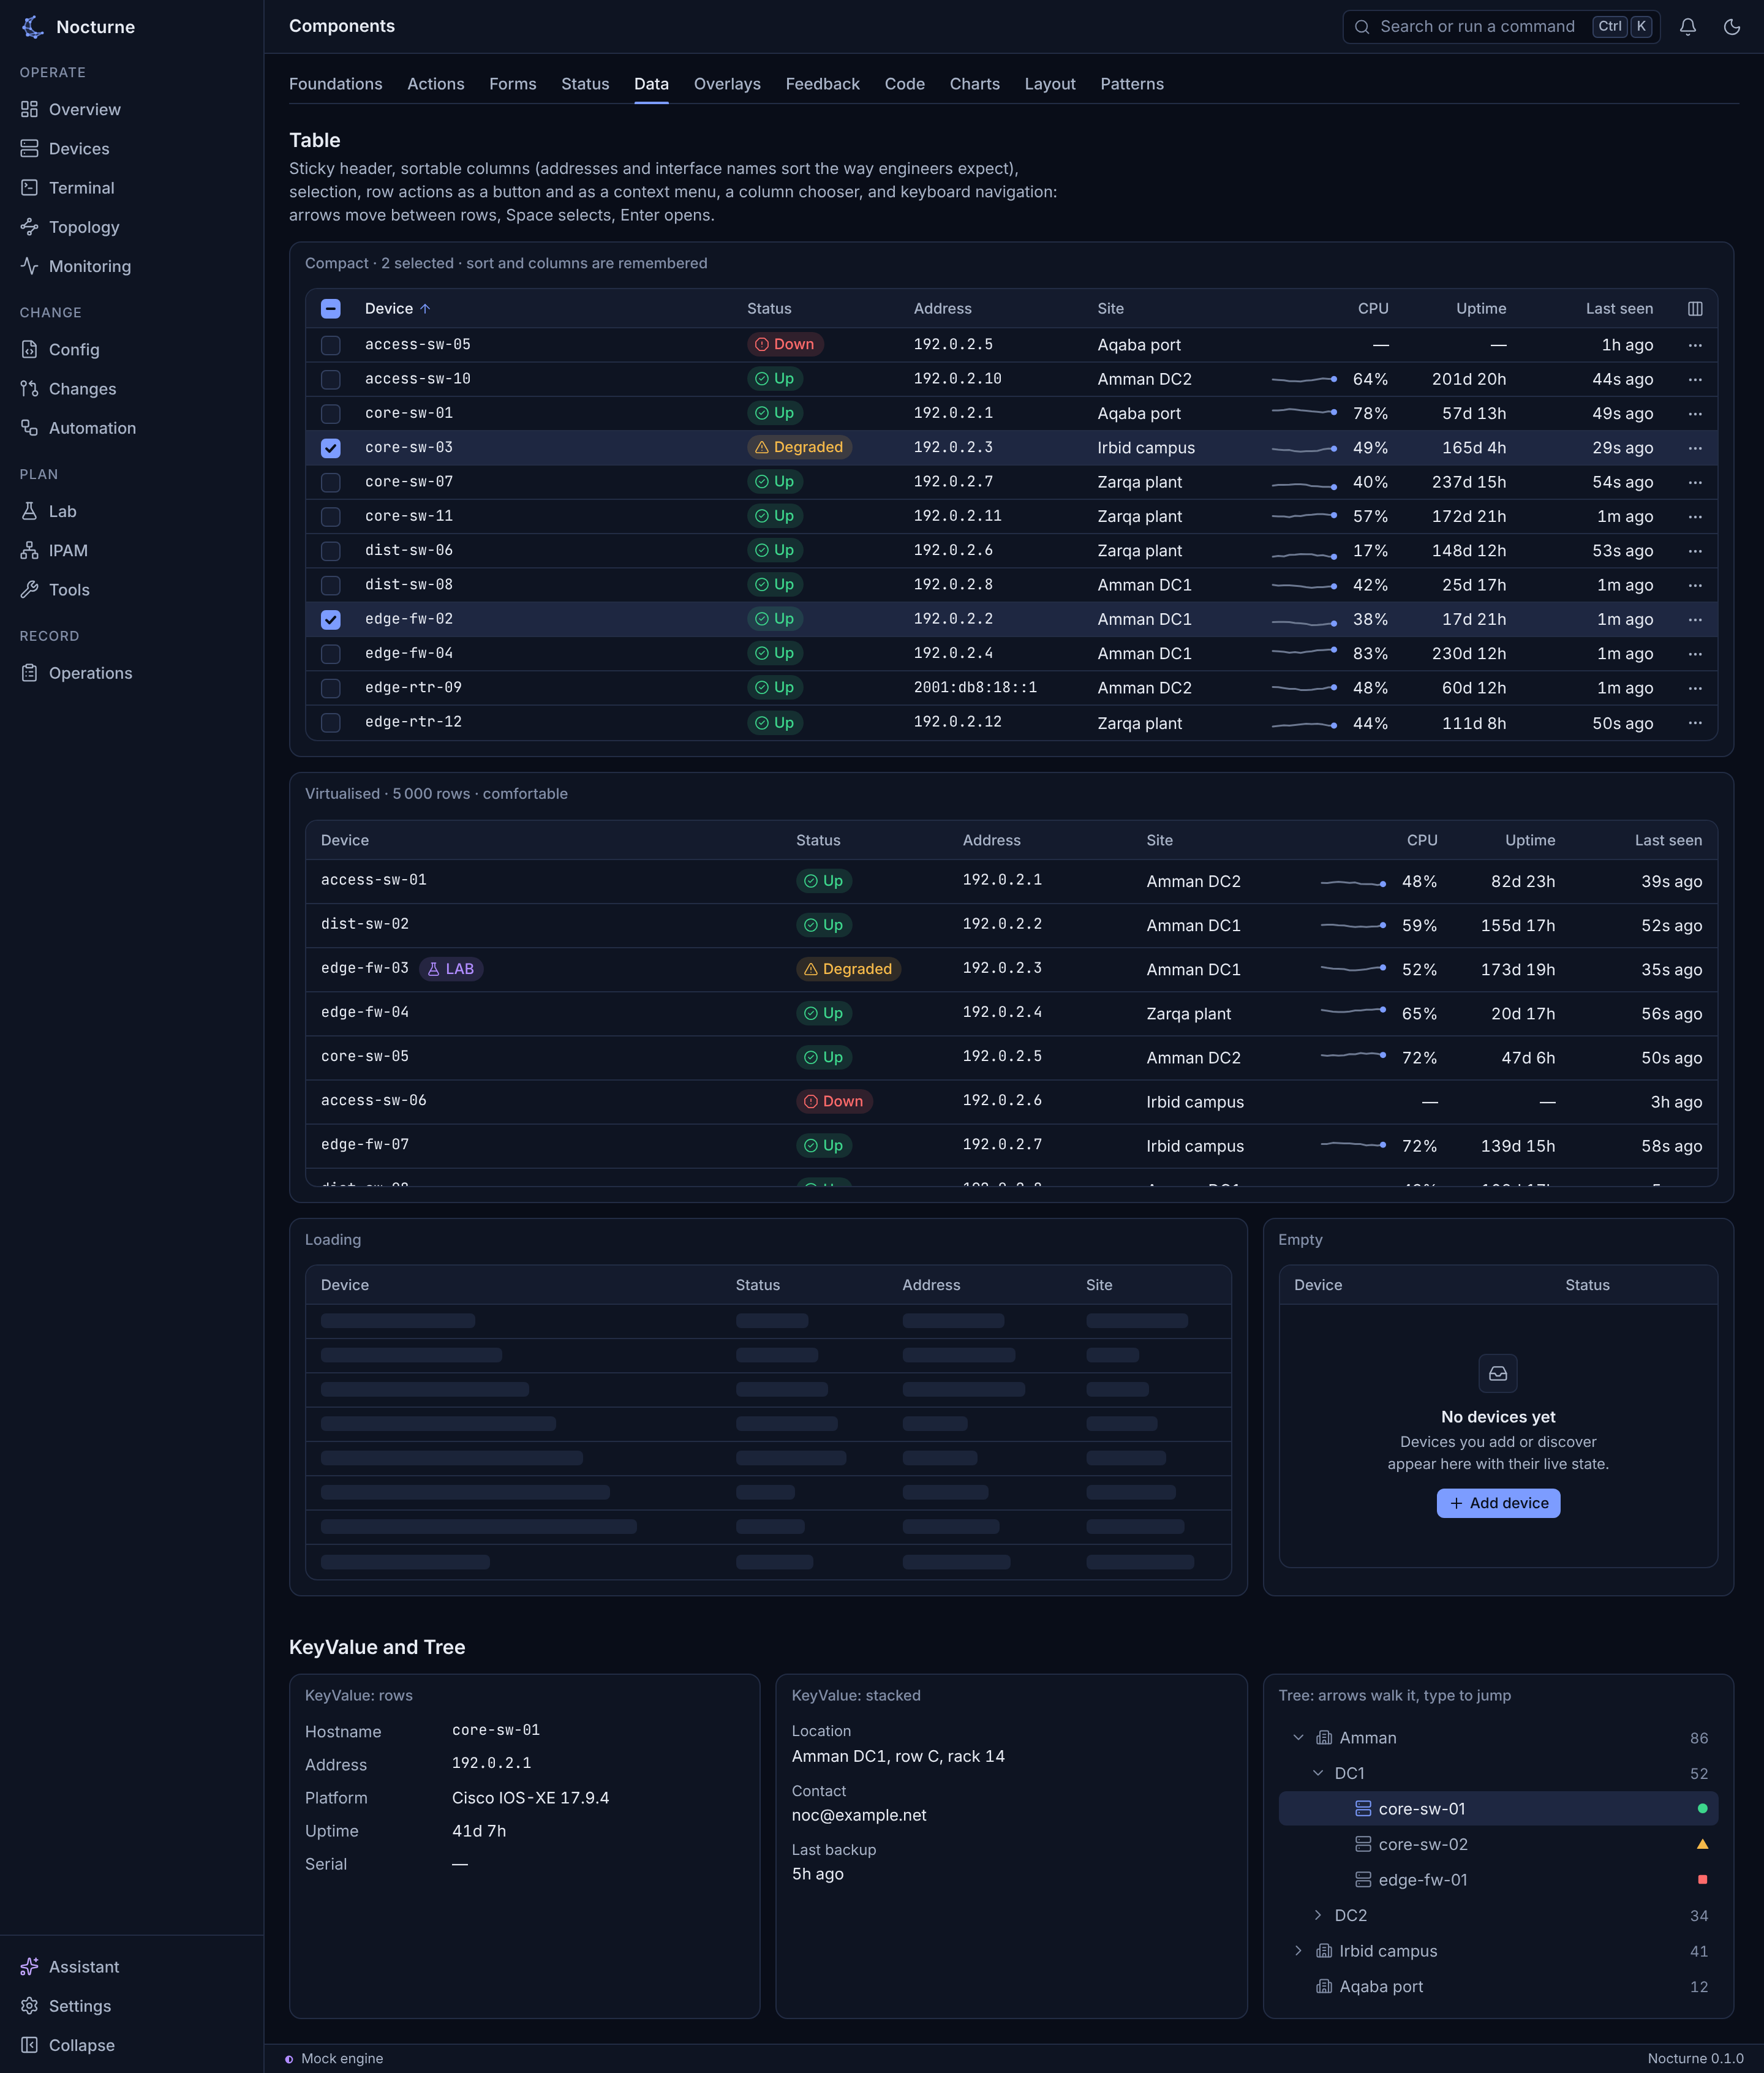 Nocturne
Components
Search or run a command Ctrl K
OPERATE
Overview
Devices
Terminal
Topology
Monitoring
CHANGE
Config
Changes
Automation
PLAN
Lab
IPAM
Tools
RECORD
Operations
Assistant
Settings
Collapse
Foundations Actions Forms Status Data Overlays Feedback Code Charts Layout Patterns
Table
Sticky header, sortable columns (addresses and interface names sort the way engineers expect),
selection, row actions as a button and as a context menu, a column chooser, and keyboard navigation:
arrows move between rows, Space selects, Enter opens.
Compact · 2 selected · sort and columns are remembered
Device ↑ Status Address Site CPU Uptime Last seen
access-sw-05 Down 192.0.2.5 Aqaba port — — 1h ago
access-sw-10 Up 192.0.2.10 Amman DC2 64% 201d 20h 44s ago
core-sw-01 Up 192.0.2.1 Aqaba port 78% 57d 13h 49s ago
core-sw-03 Degraded 192.0.2.3 Irbid campus 49% 165d 4h 29s ago
core-sw-07 Up 192.0.2.7 Zarqa plant 40% 237d 15h 54s ago
core-sw-11 Up 192.0.2.11 Zarqa plant 57% 172d 21h 1m ago
dist-sw-06 Up 192.0.2.6 Zarqa plant 17% 148d 12h 53s ago
dist-sw-08 Up 192.0.2.8 Amman DC1 42% 25d 17h 1m ago
edge-fw-02 Up 192.0.2.2 Amman DC1 38% 17d 21h 1m ago
edge-fw-04 Up 192.0.2.4 Amman DC1 83% 230d 12h 1m ago
edge-rtr-09 Up 2001:db8:18::1 Amman DC2 48% 60d 12h 1m ago
edge-rtr-12 Up 192.0.2.12 Zarqa plant 44% 111d 8h 50s ago
Virtualised · 5 000 rows · comfortable
Device Status Address Site CPU Uptime Last seen
access-sw-01 Up 192.0.2.1 Amman DC2 48% 82d 23h 39s ago
dist-sw-02 Up 192.0.2.2 Amman DC1 59% 155d 17h 52s ago
edge-fw-03 LAB Degraded 192.0.2.3 Amman DC1 52% 173d 19h 35s ago
edge-fw-04 Up 192.0.2.4 Zarqa plant 65% 20d 17h 56s ago
core-sw-05 Up 192.0.2.5 Amman DC2 72% 47d 6h 50s ago
access-sw-06 Down 192.0.2.6 Irbid campus — — 3h ago
edge-fw-07 Up 192.0.2.7 Irbid campus 72% 139d 15h 58s ago
Loading
Device Status Address Site
Empty
Device Status
No devices yet
Devices you add or discover
appear here with their live state.
Add device
KeyValue and Tree
KeyValue: rows
Hostname core-sw-01
Address 192.0.2.1
Platform Cisco IOS-XE 17.9.4
Uptime 41d 7h
Serial —
KeyValue: stacked
Location
Amman DC1, row C, rack 14
Contact
noc@example.net
Last backup
5h ago
Tree: arrows walk it, type to jump
Amman 86
DC1 52
core-sw-01
core-sw-02
edge-fw-01
DC2 34
Irbid campus 41
Aqaba port 12
Mock engine
Nocturne 0.1.0